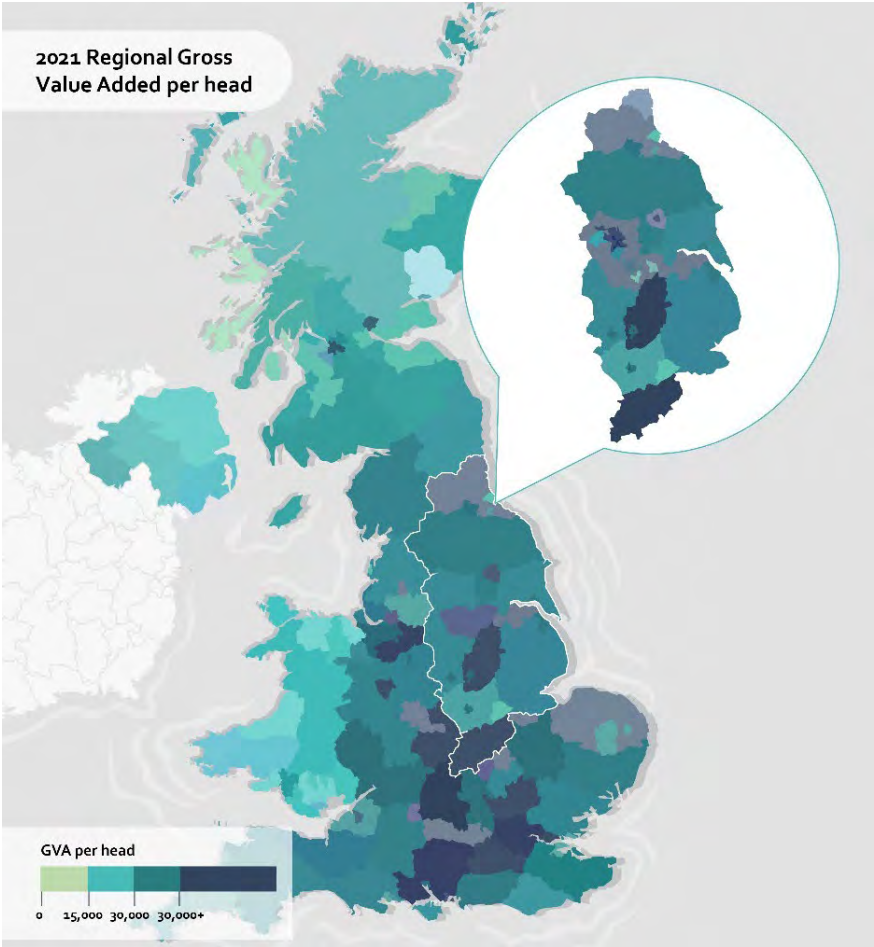 2021 Regional Gross
Value Added per head
GVA per head
0 15,000 30,000 30,000+